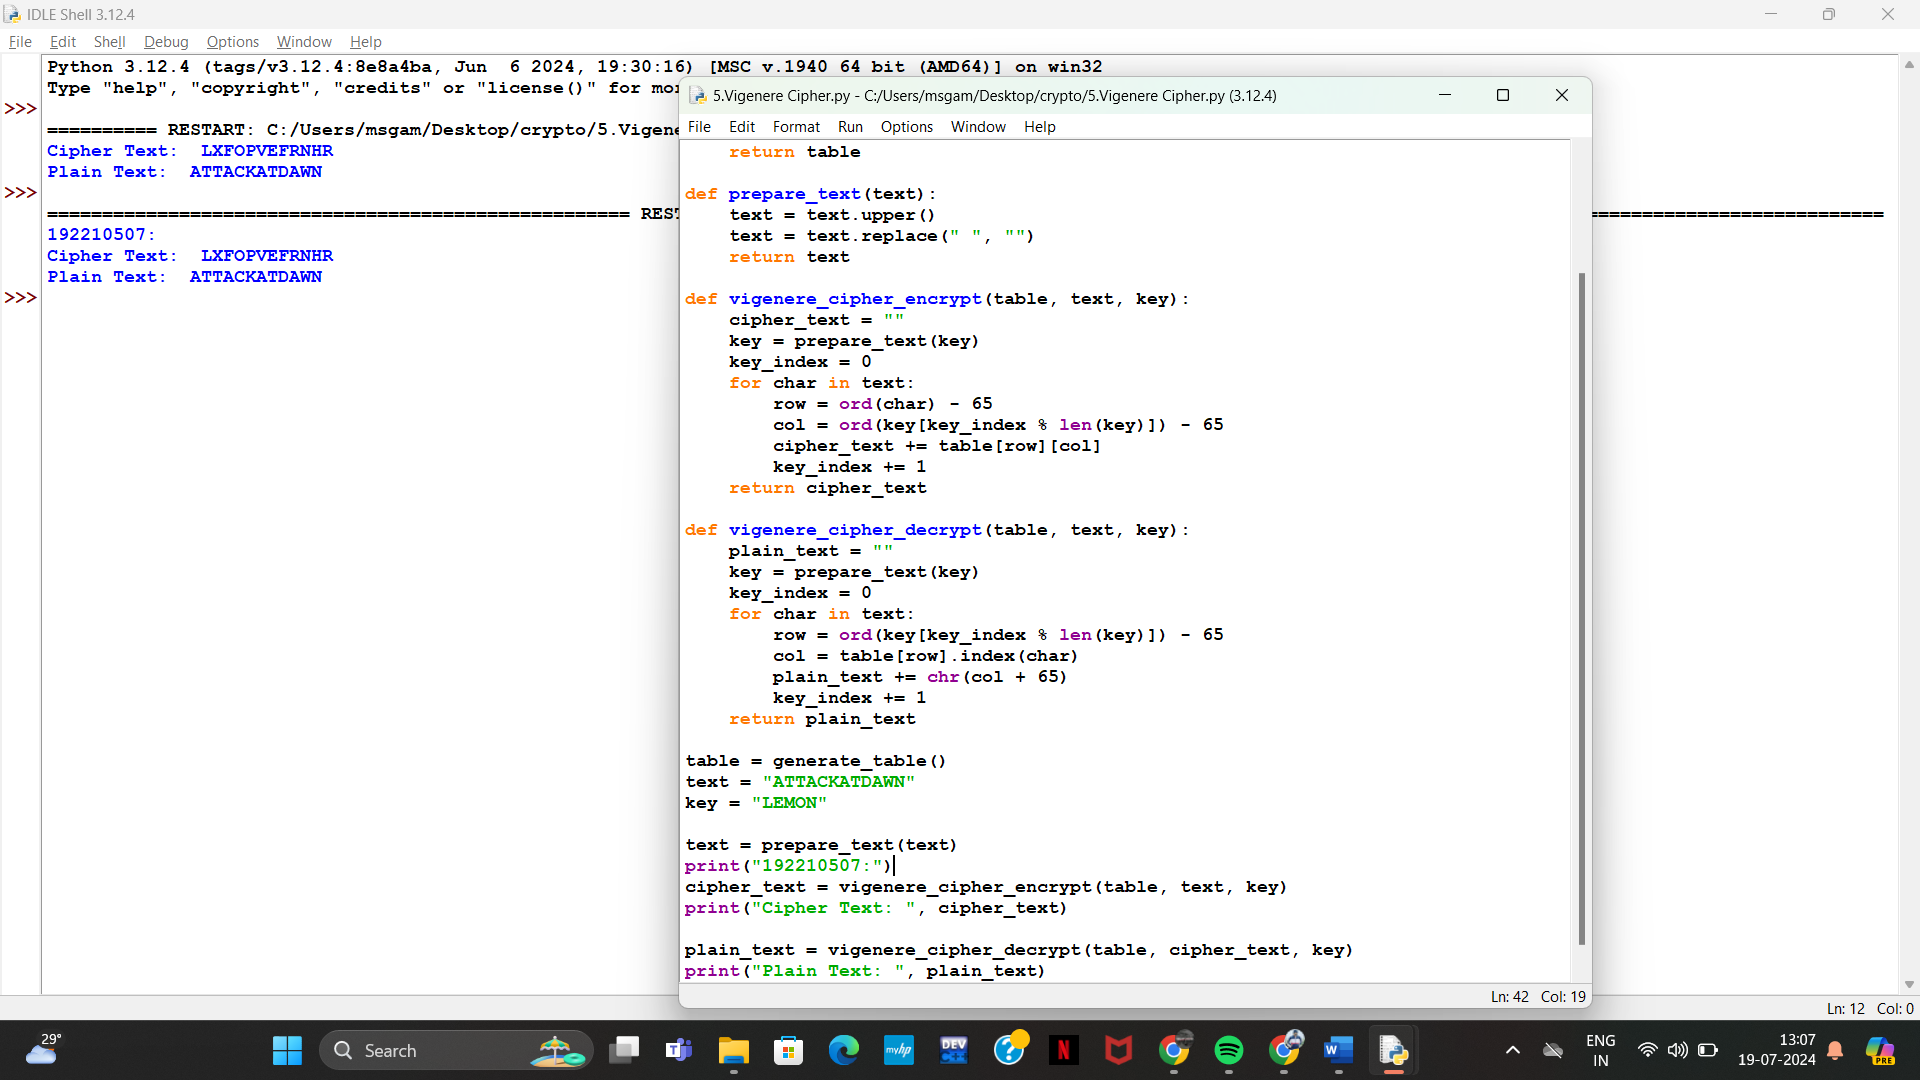 IDLE Shell 3.12.4
File Edit Shell Debug Options Window Help
Python 3.12.4 (tags/v3.12.4:8e8a4ba, Jun  6 2024, 19:30:16) [MSC v.1940 64 bit (AMD64)] on win32
Type "help", "copyright", "credits" or "license()" for mo
>>>
========== RESTART: C:/Users/msgam/Desktop/crypto/5.Vigene
Cipher Text:  LXFOPVEFRNHR
Plain Text:  ATTACKATDAWN
>>>
===================================================== REST
192210507:
Cipher Text:  LXFOPVEFRNHR
Plain Text:  ATTACKATDAWN
>>>
5.Vigenere Cipher.py - C:/Users/msgam/Desktop/crypto/5.Vigenere Cipher.py (3.12.4)
File Edit Format Run Options Window Help
    return table

def prepare_text(text):
    text = text.upper()
    text = text.replace(" ", "")
    return text

def vigenere_cipher_encrypt(table, text, key):
    cipher_text = ""
    key = prepare_text(key)
    key_index = 0
    for char in text:
        row = ord(char) - 65
        col = ord(key[key_index % len(key)]) - 65
        cipher_text += table[row][col]
        key_index += 1
    return cipher_text

def vigenere_cipher_decrypt(table, text, key):
    plain_text = ""
    key = prepare_text(key)
    key_index = 0
    for char in text:
        row = ord(key[key_index % len(key)]) - 65
        col = table[row].index(char)
        plain_text += chr(col + 65)
        key_index += 1
    return plain_text

table = generate_table()
text = "ATTACKATDAWN"
key = "LEMON"

text = prepare_text(text)
print("192210507:")
cipher_text = vigenere_cipher_encrypt(table, text, key)
print("Cipher Text: ", cipher_text)

plain_text = vigenere_cipher_decrypt(table, cipher_text, key)
print("Plain Text: ", plain_text)
Ln: 42 Col: 19
Ln: 12 Col: 0
29°
Search
myhp
DEV C++
ENG
IN
13:07
19-07-2024
PRE